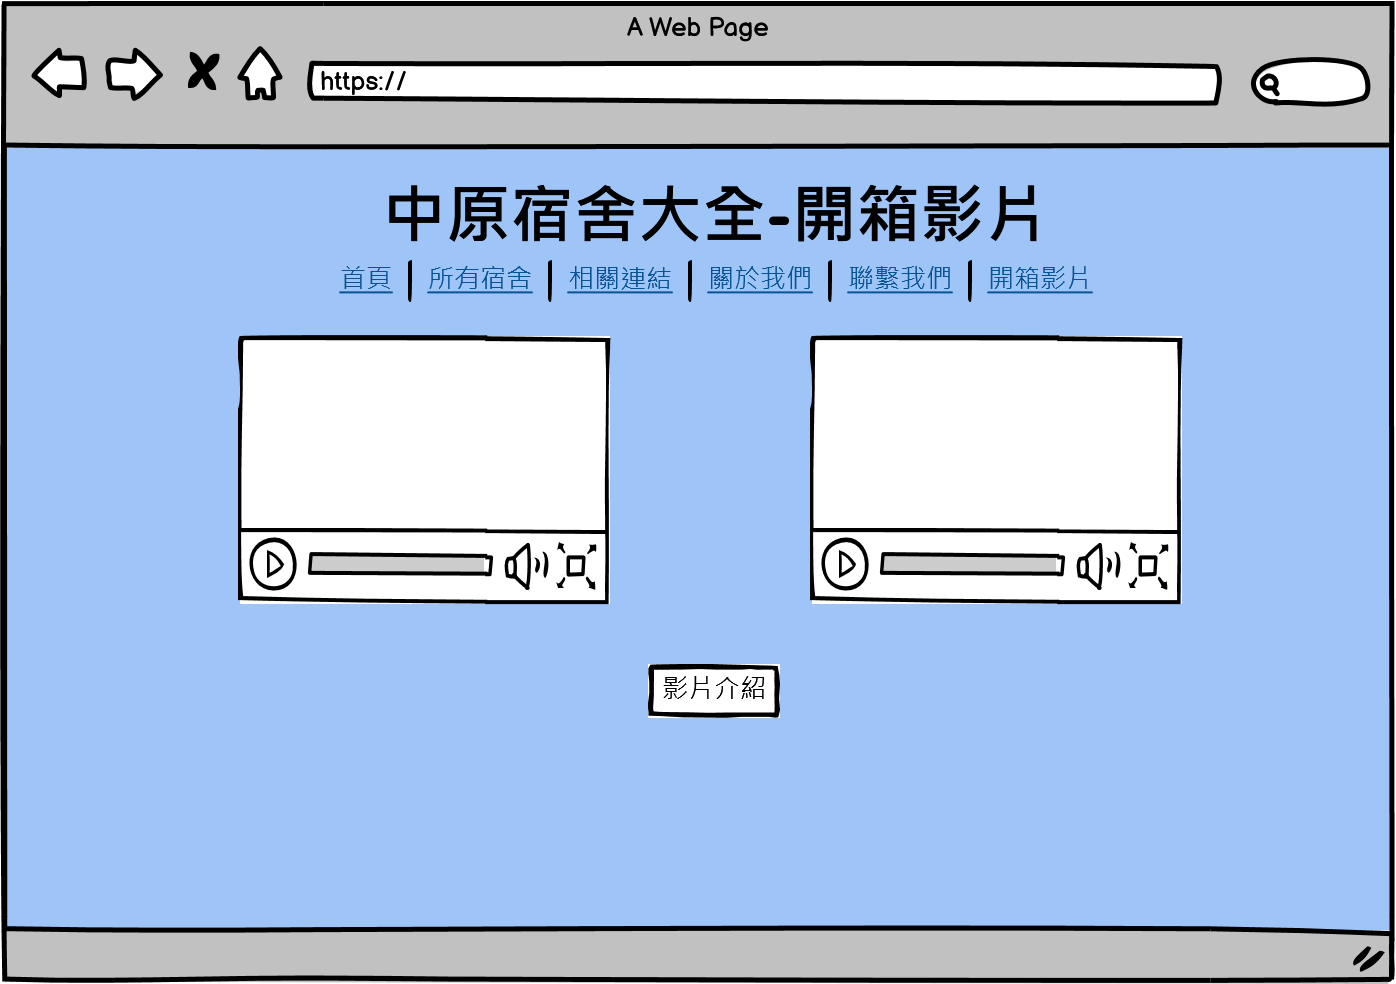 A Web Page
https://
中原宿舍大全-開箱影片
首頁 | 所有宿舍 | 相關連結 | 關於我們 | 聯繫我們 | 開箱影片
影片介紹